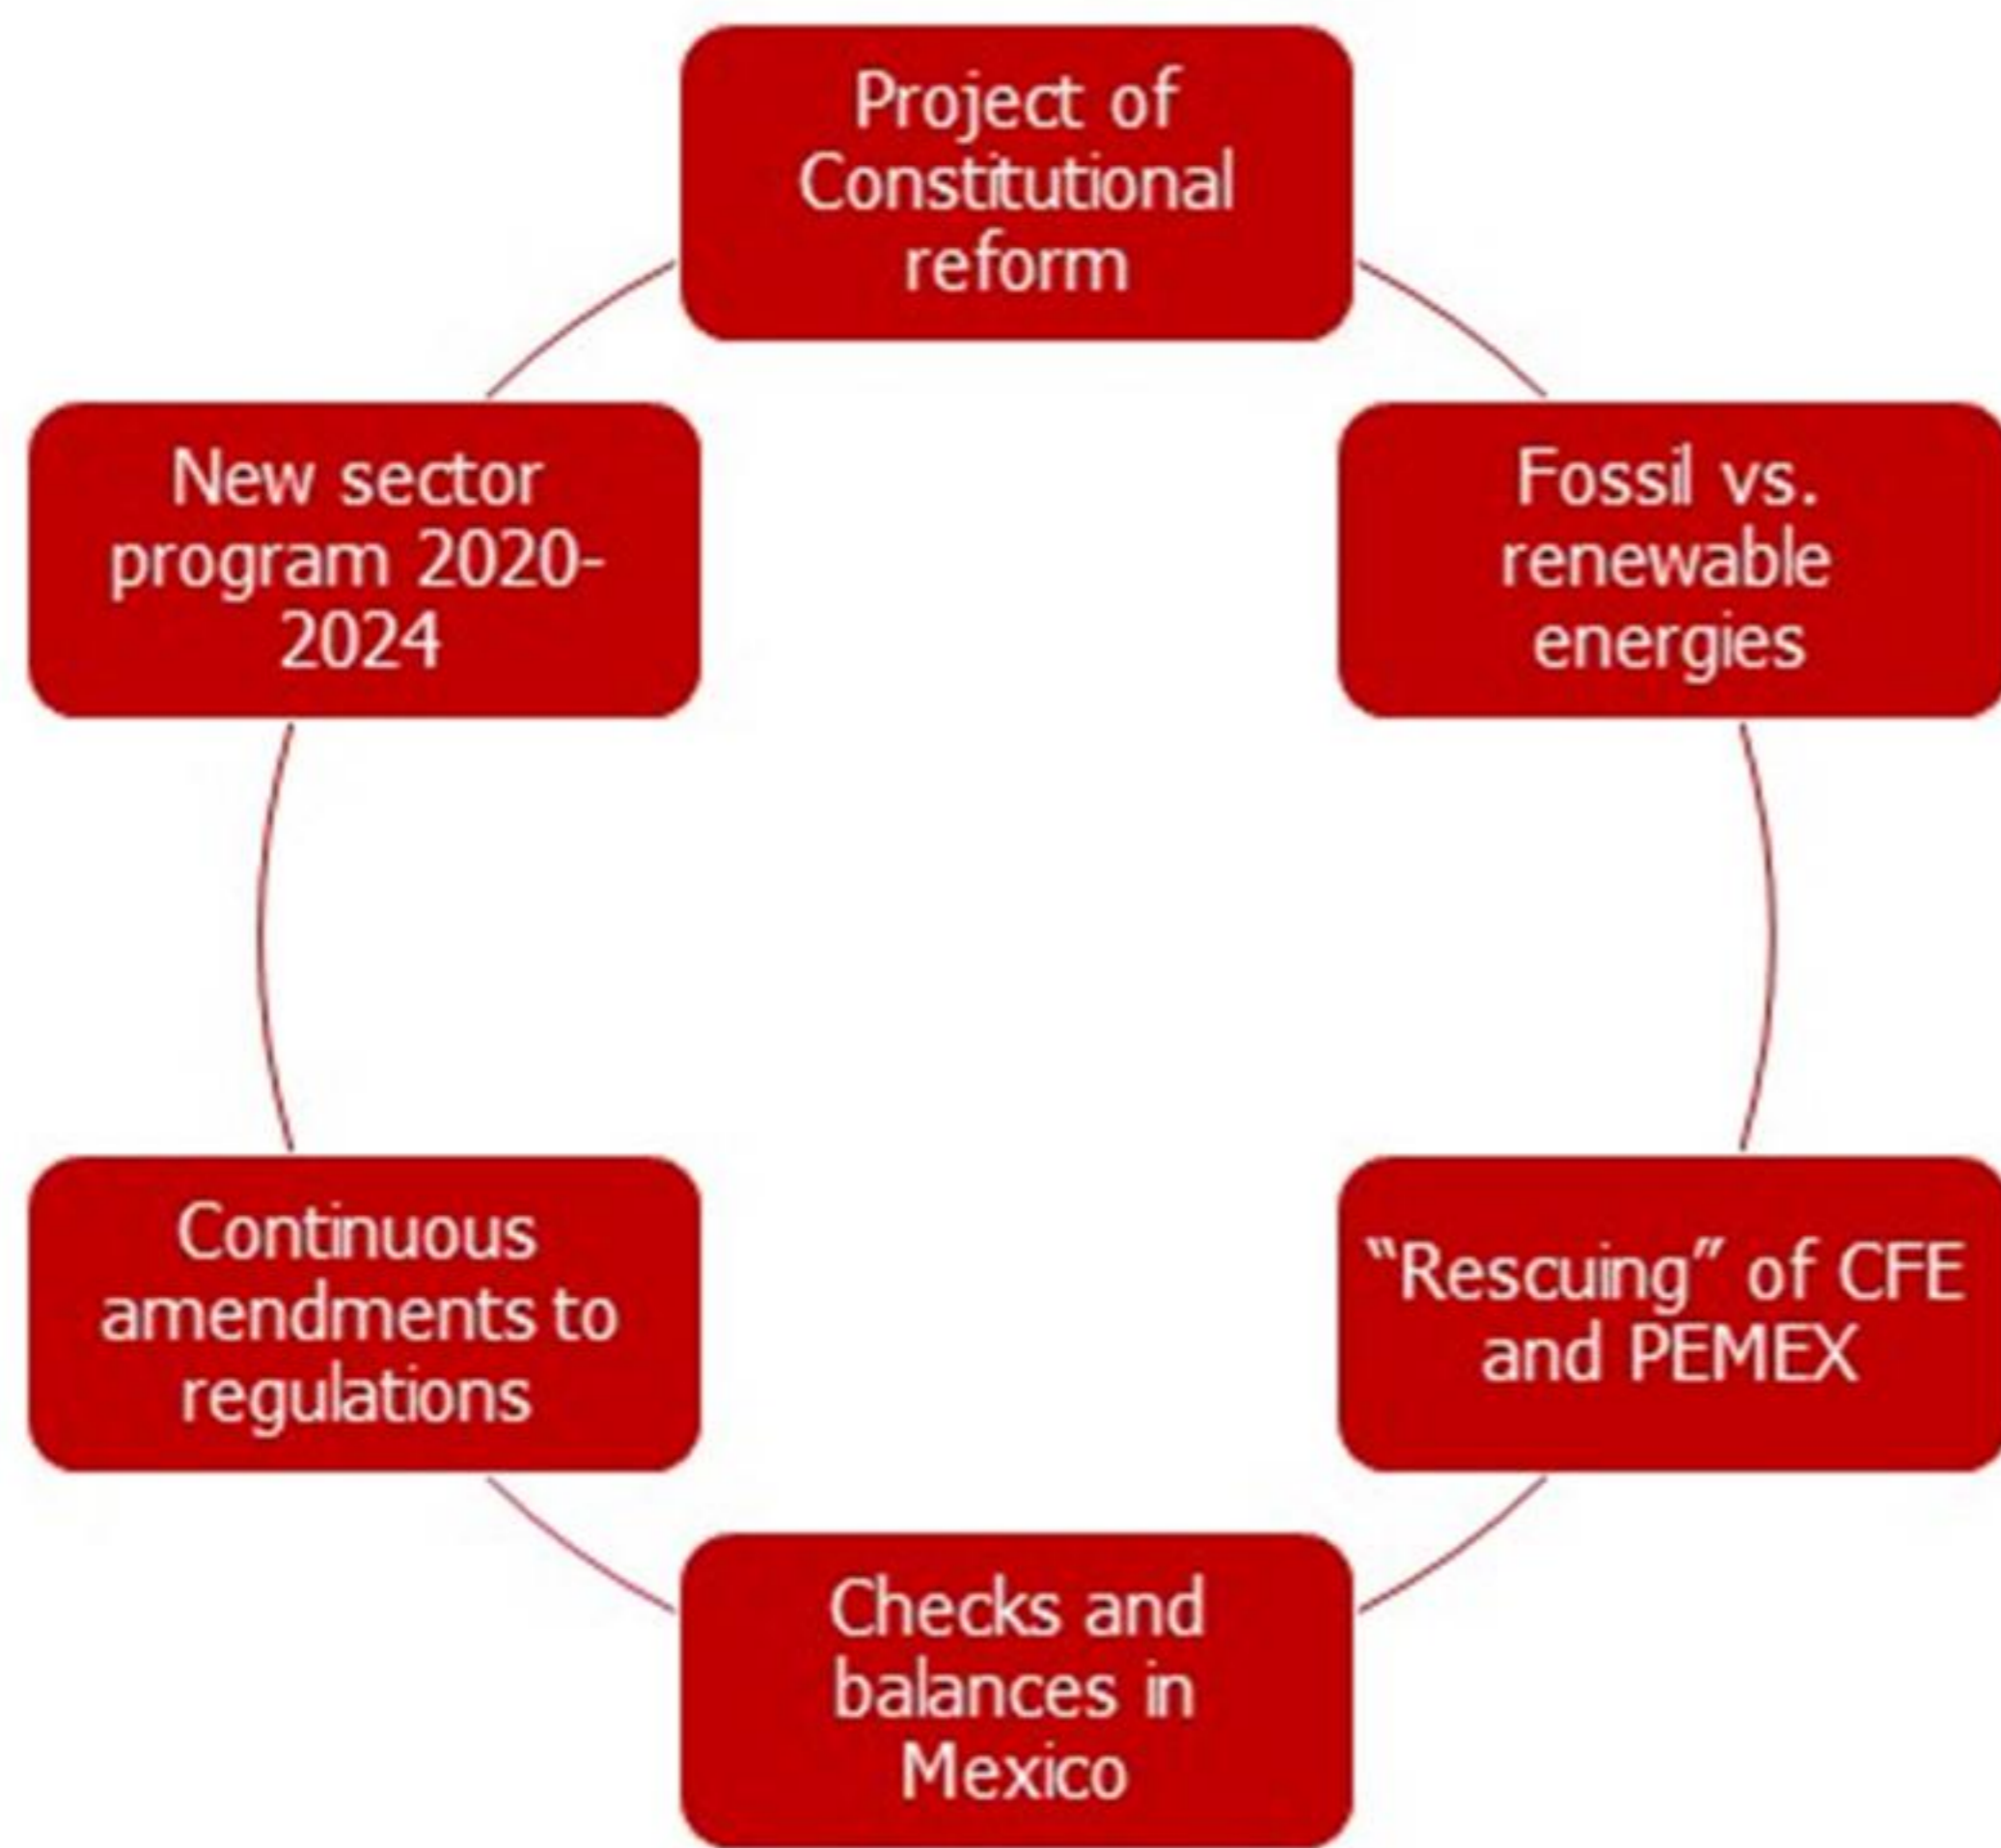 Project of
Constitutional
reform
New sector
program 2020-
2024
Fossil vs.
renewable
energies
Continuous
amendments to
regulations
“Rescuing” of CFE
and PEMEX
Checks and
balances in
Mexico